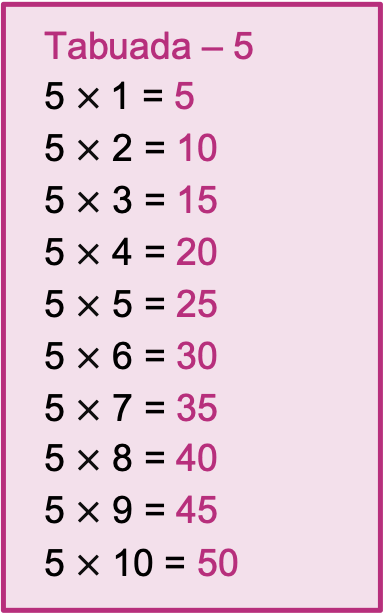 Tabuada – 5
5 × 1 = 5
5 × 2 = 10
5 × 3 = 15
5 × 4 = 20
5 × 5 = 25
5 × 6 = 30
5 × 7 = 35
5 × 8 = 40
5 × 9 = 45
5 × 10 = 50